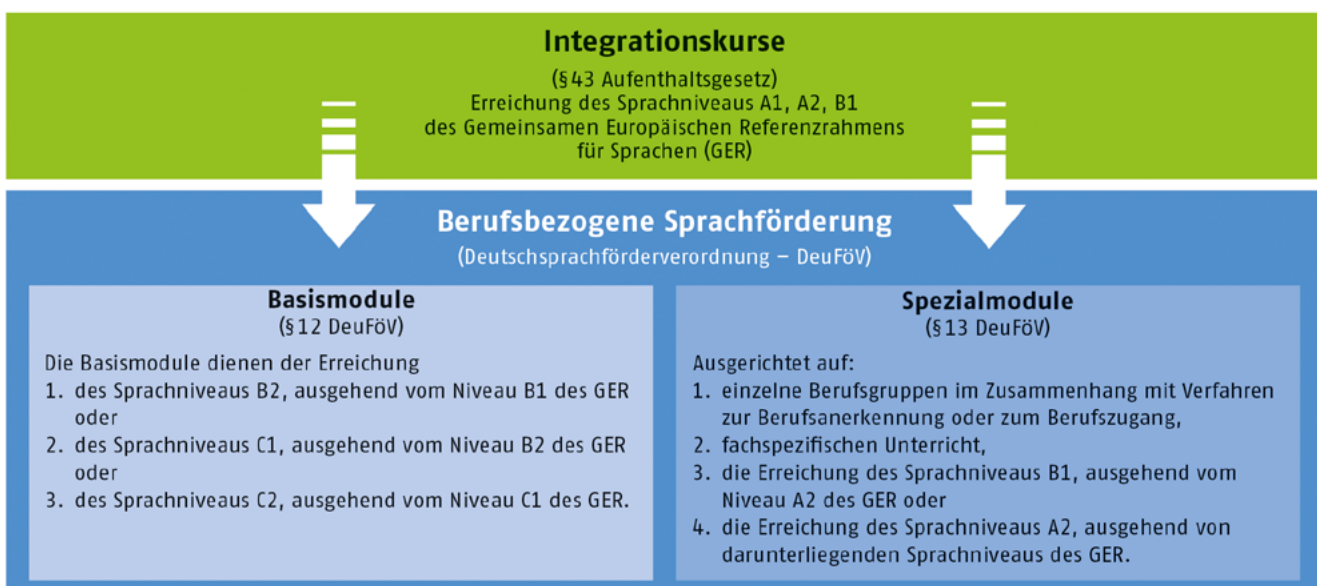 Integrationskurse
(§43 Aufenthaltsgesetz)
Erreichung des Sprachniveaus A1, A2, B1
des Gemeinsamen Europäischen Referenzrahmens
für Sprachen (GER)
Berufsbezogene Sprachförderung
(Deutschsprachförderverordnung – DeuFöV)
Basismodule
(§12 DeuFöV)
Die Basismodule dienen der Erreichung
1. des Sprachniveaus B2, ausgehend vom Niveau B1 des GER
oder
2. des Sprachniveaus C1, ausgehend vom Niveau B2 des GER
oder
3. des Sprachniveaus C2, ausgehend vom Niveau C1 des GER.
Spezialmodule
(§13 DeuFöV)
Ausgerichtet auf:
1. einzelne Berufsgruppen im Zusammenhang mit Verfahren
zur Berufsanerkennung oder zum Berufszugang,
2. fachspezifischen Unterricht,
3. die Erreichung des Sprachniveaus B1, ausgehend vom
Niveau A2 des GER oder
4. die Erreichung des Sprachniveaus A2, ausgehend von
darunterliegenden Sprachniveaus des GER.